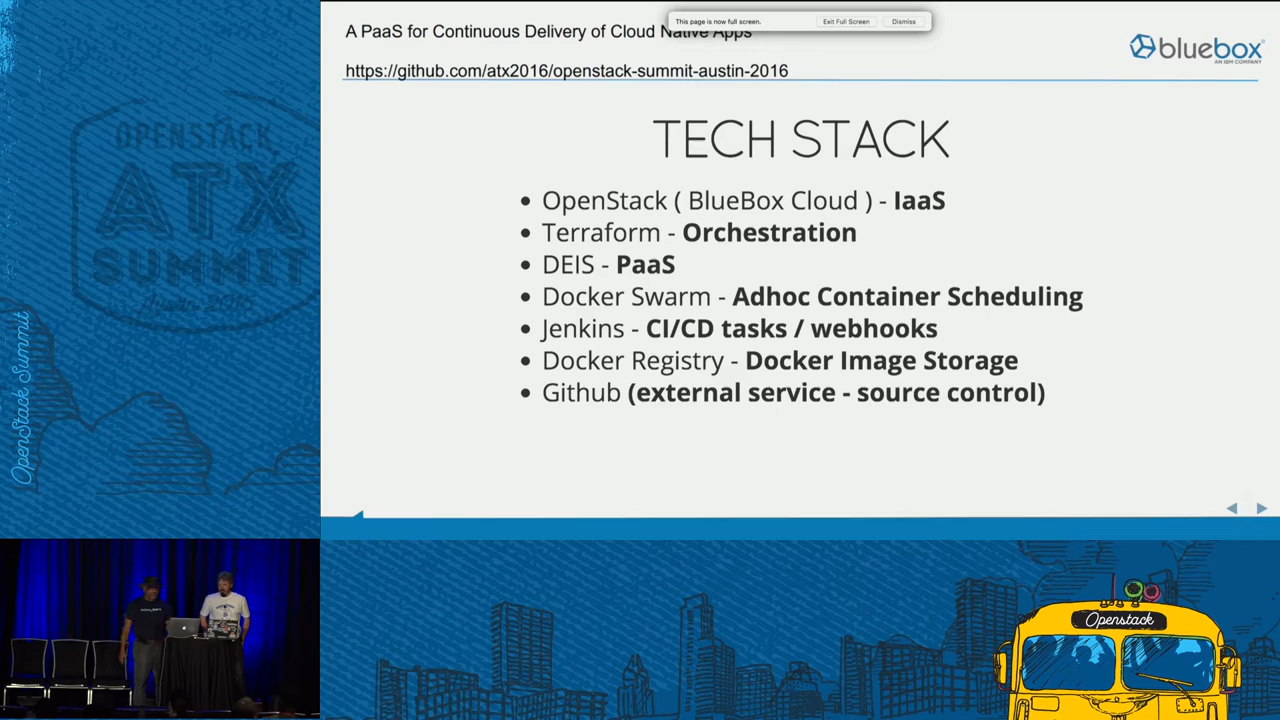 This page is now full screen.
Exit Full Screen
Dismiss
A PaaS for Continuous Delivery of Cloud Native Apps
https://github.com/atx2016/openstack-summit-austin-2016
bluebox
AN IBM COMPANY
TECH STACK
OpenStack ( BlueBox Cloud ) - IaaS
Terraform - Orchestration
DEIS - PaaS
Docker Swarm - Adhoc Container Scheduling
Jenkins - CI/CD tasks / webhooks
Docker Registry - Docker Image Storage
Github (external service - source control)
OPENSTACK
ATX
SUMMIT
Austin 2016
OpenStack Summit
Openstack